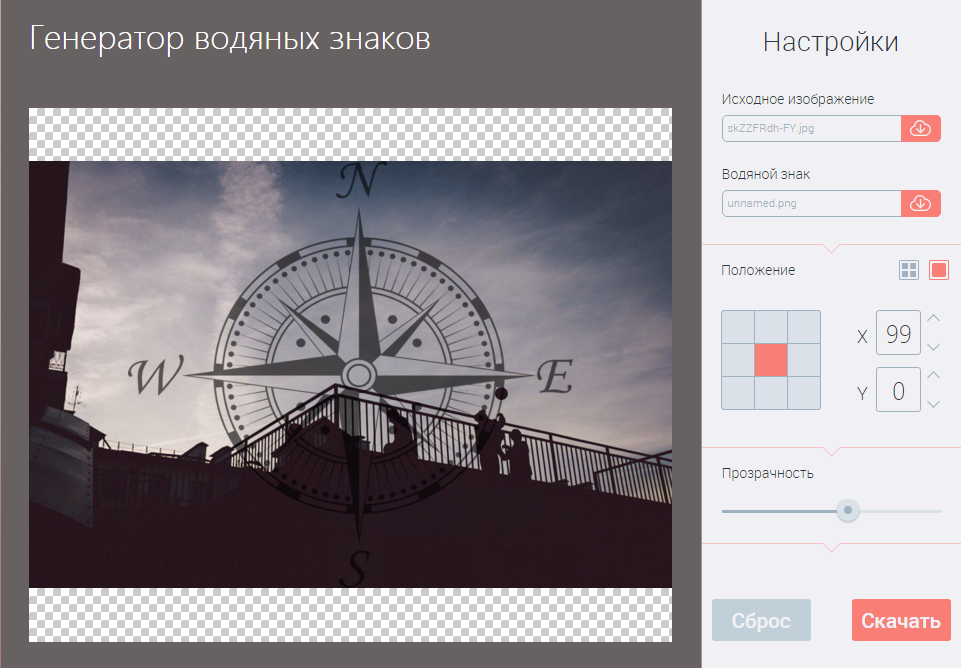 Генератор водяных знаков
N
W
E
S
Настройки
Исходное изображение
skZZFRdh-FY.jpg
Водяной знак
unnamed.png
Положение
X 99
Y 0
Прозрачность
Сброс
Скачать